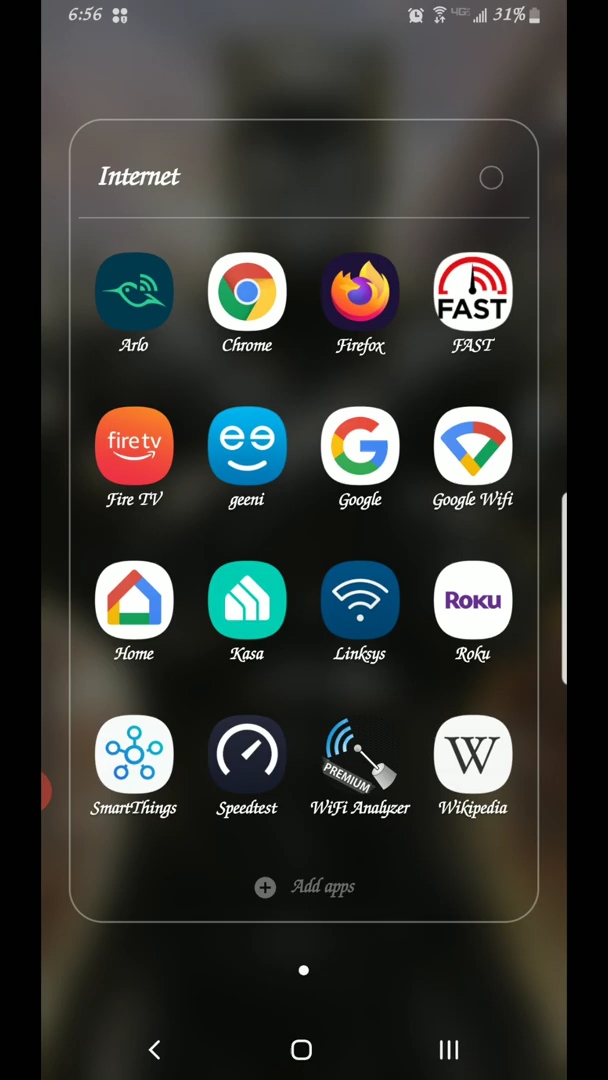 6:56
4GE 31%
Internet
FAST
Arlo Chrome Firefox FAST
fire tv
G
Fire TV geeni Google Google Wifi
Roku
Home Kasa Linksys Roku
PREMIUM
W
SmartThings Speedtest WiFi Analyzer Wikipedia
Add apps